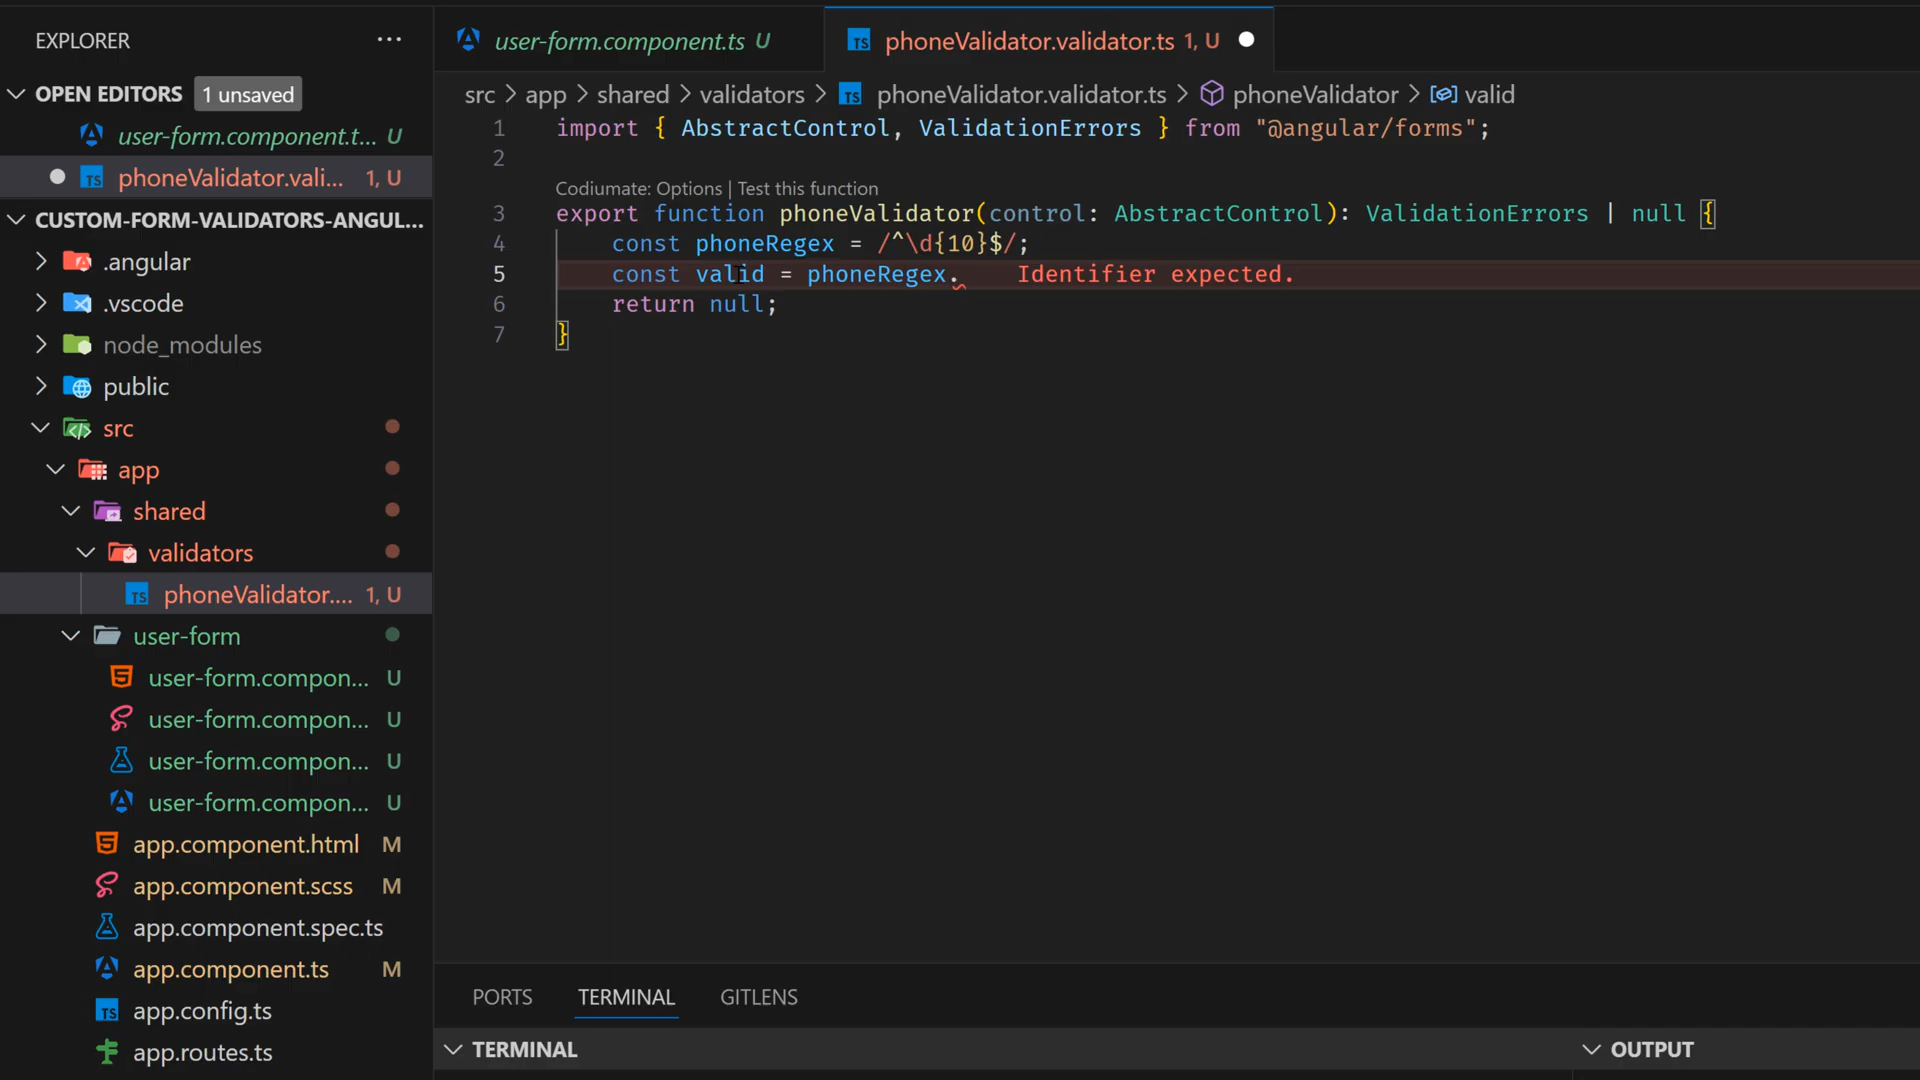 EXPLORER
OPEN EDITORS 1 unsaved
user-form.component.t... U
phoneValidator.vali... 1, U
CUSTOM-FORM-VALIDATORS-ANGUL...
.angular
.vscode
node_modules
public
src
app
shared
validators
phoneValidator.... 1, U
user-form
user-form.compon... U
user-form.compon... U
user-form.compon... U
user-form.compon... U
app.component.html M
app.component.scss M
app.component.spec.ts
app.component.ts M
app.config.ts
app.routes.ts
user-form.component.ts U
phoneValidator.validator.ts 1, U
src > app > shared > validators > phoneValidator.validator.ts > phoneValidator > valid
1 import { AbstractControl, ValidationErrors } from "@angular/forms";
2
Codiumate: Options | Test this function
3 export function phoneValidator(control: AbstractControl): ValidationErrors | null {
4 const phoneRegex = /^\d{10}$/;
5 const valid = phoneRegex. Identifier expected.
6 return null;
7 }
PORTS TERMINAL GITLENS
TERMINAL
OUTPUT